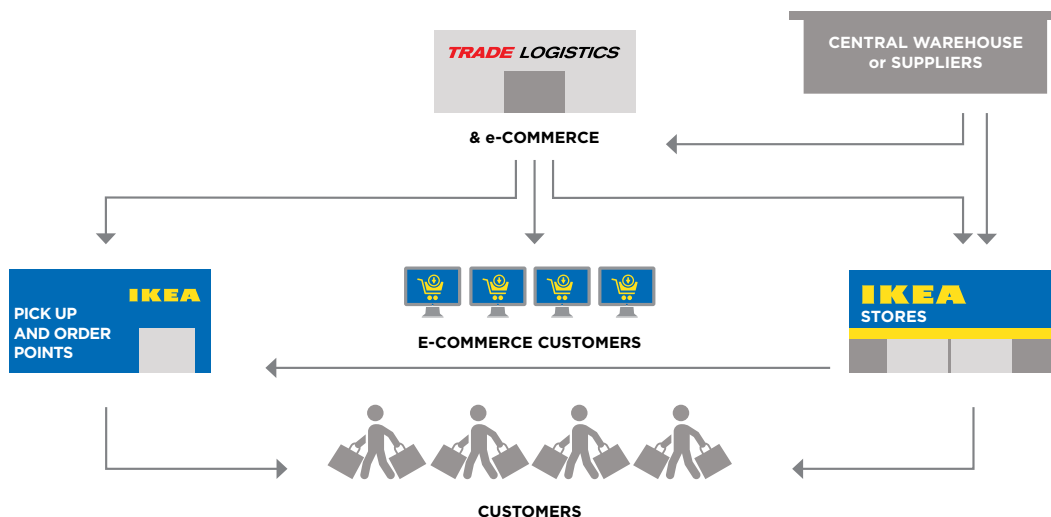 TRADE LOGISTICS
CENTRAL WAREHOUSE
or SUPPLIERS
& e-COMMERCE
IKEA
PICK UP
AND ORDER
POINTS
E-COMMERCE CUSTOMERS
IKEA
STORES
CUSTOMERS